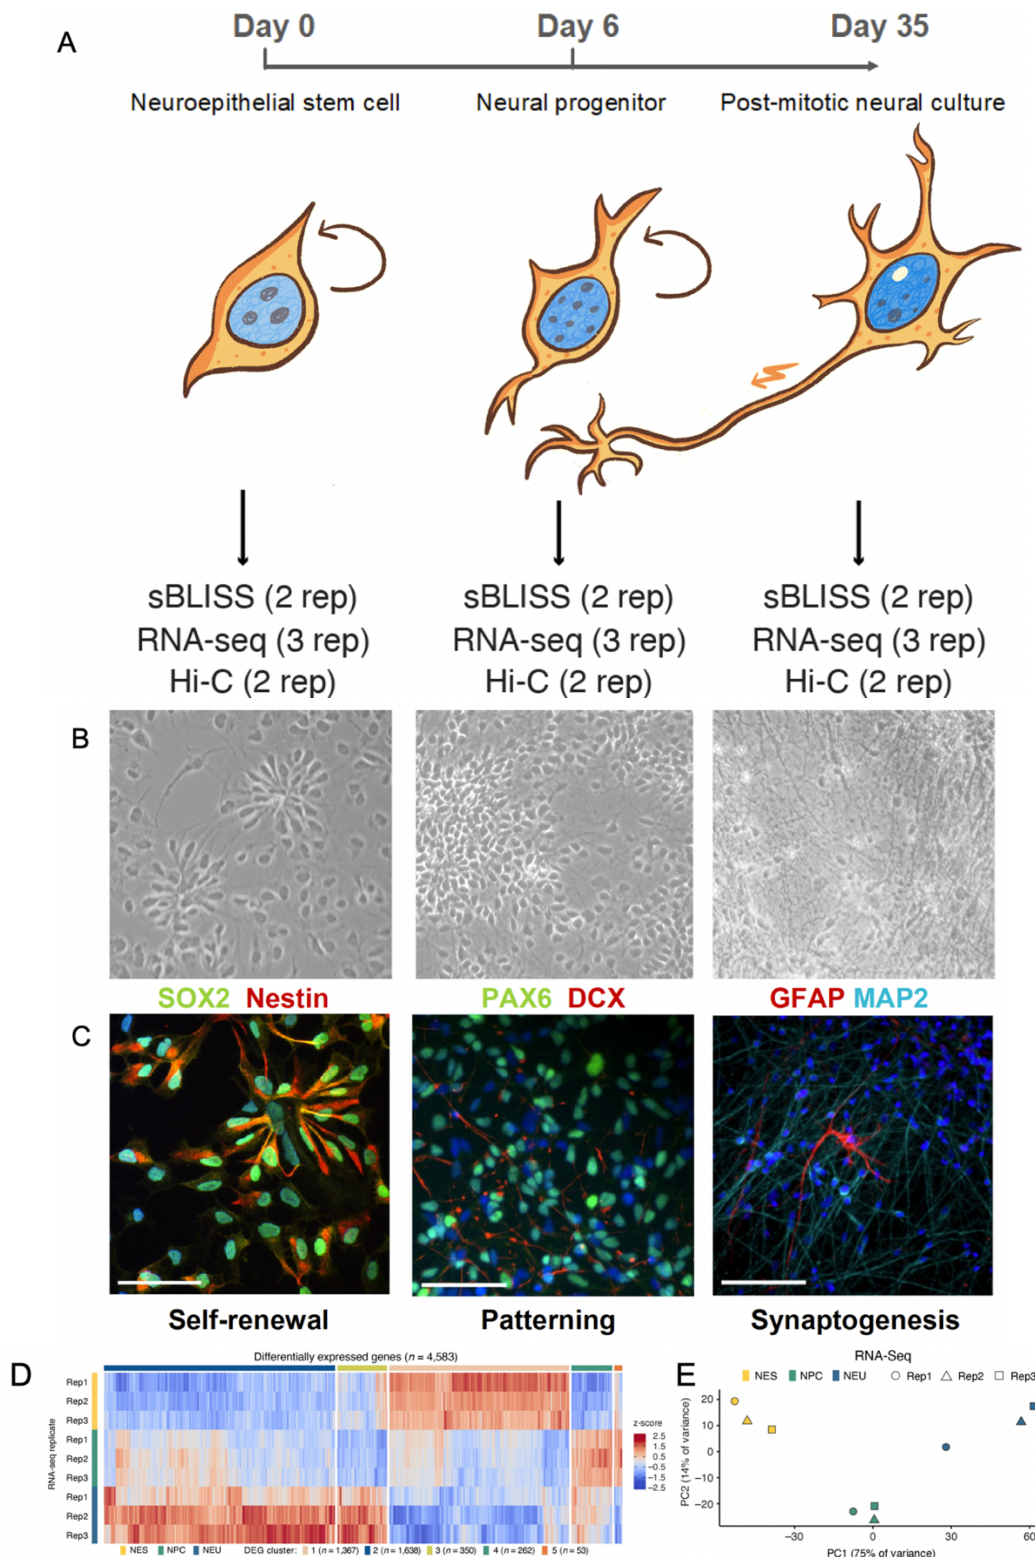 A
Day 0 Day 6 Day 35
Neuroepithelial stem cell Neural progenitor Post-mitotic neural culture
sBLISS (2 rep) sBLISS (2 rep) sBLISS (2 rep)
RNA-seq (3 rep) RNA-seq (3 rep) RNA-seq (3 rep)
Hi-C (2 rep) Hi-C (2 rep) Hi-C (2 rep)
B
SOX2 Nestin PAX6 DCX GFAP MAP2
C
Self-renewal Patterning Synaptogenesis
D
Differentially expressed genes (n = 4,583)
RNA-seq replicate
Rep1
Rep2
Rep3
Rep1
Rep2
Rep3
Rep1
Rep2
Rep3
z-score
2.5
1.5
0.5
−0.5
−1.5
−2.5
NES NPC NEU DEG cluster: 1 (n = 1,367) 2 (n = 1,638) 3 (n = 350) 4 (n = 262) 5 (n = 53)
E
RNA-Seq
NES NPC NEU Rep1 Rep2 Rep3
PC2 (14% of variance)
20
10
0
−10
−20
−30 0 30 60
PC1 (75% of variance)